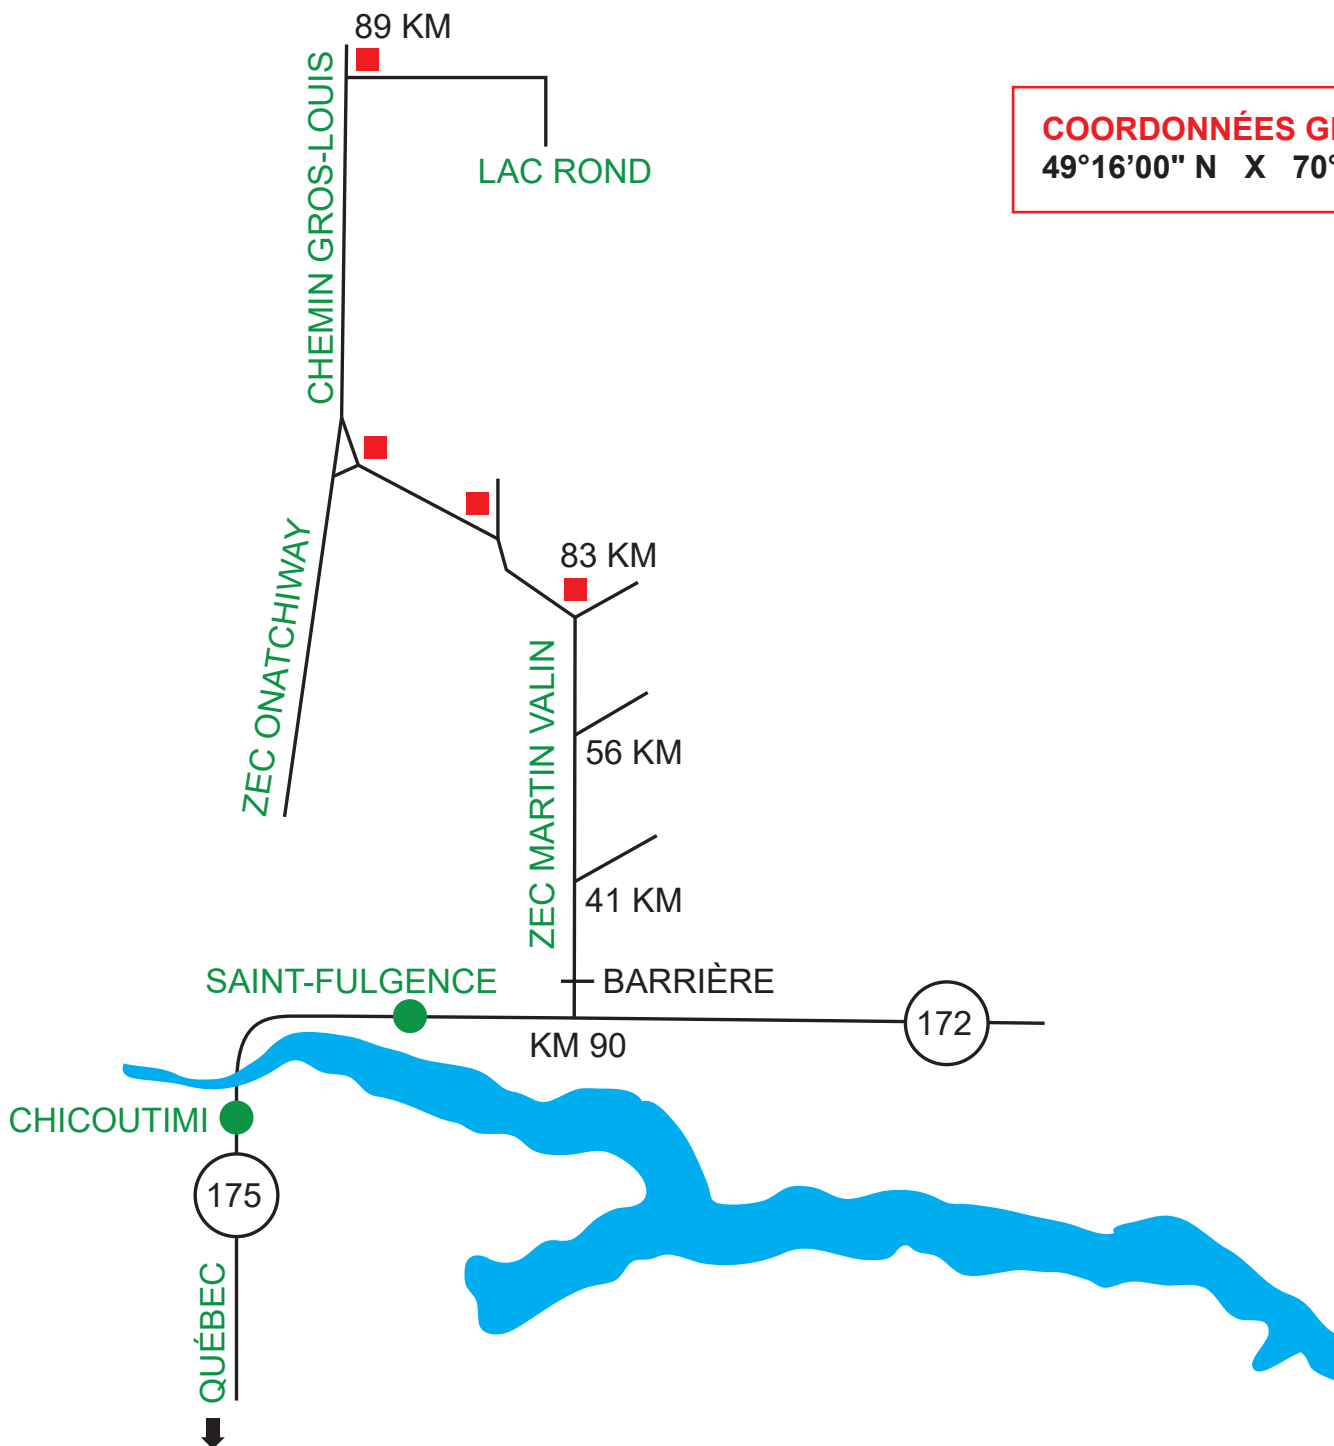 89 KM
CHEMIN GROS-LOUIS
COORDONNÉES
49°16'00" N X 70°
LAC ROND
83 KM
ZEC ONATCHIWAY
ZEC MARTIN VALIN
56 KM
41 KM
SAINT-FULGENCE
BARRIÈRE
172
KM 90
CHICOUTIMI
175
QUÉBEC